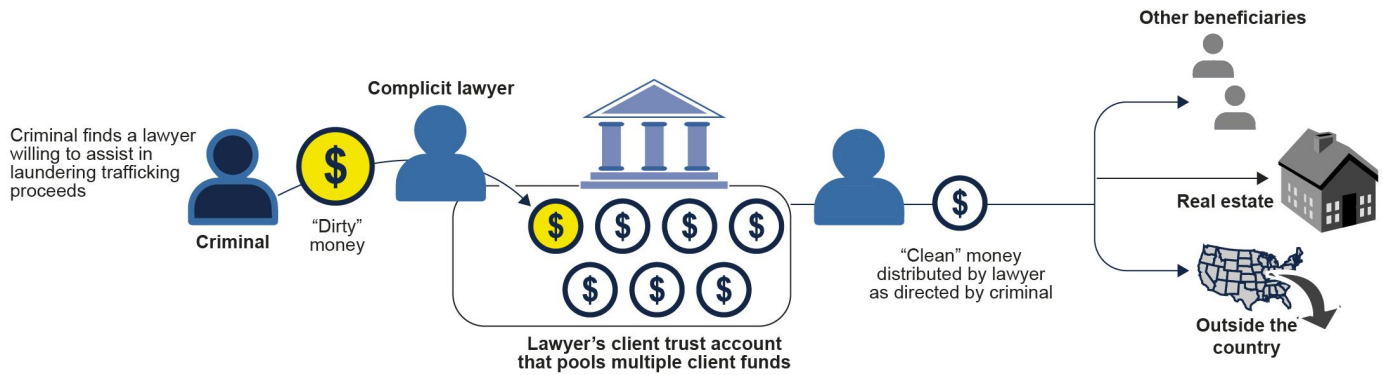 Criminal finds a lawyer
willing to assist in
laundering trafficking
proceeds
Criminal
$
“Dirty”
money
Complicit lawyer
$ $ $ $
$ $ $
Lawyer’s client trust account
that pools multiple client funds
$
“Clean” money
distributed by lawyer
as directed by criminal
Other beneficiaries
Real estate
Outside the
country